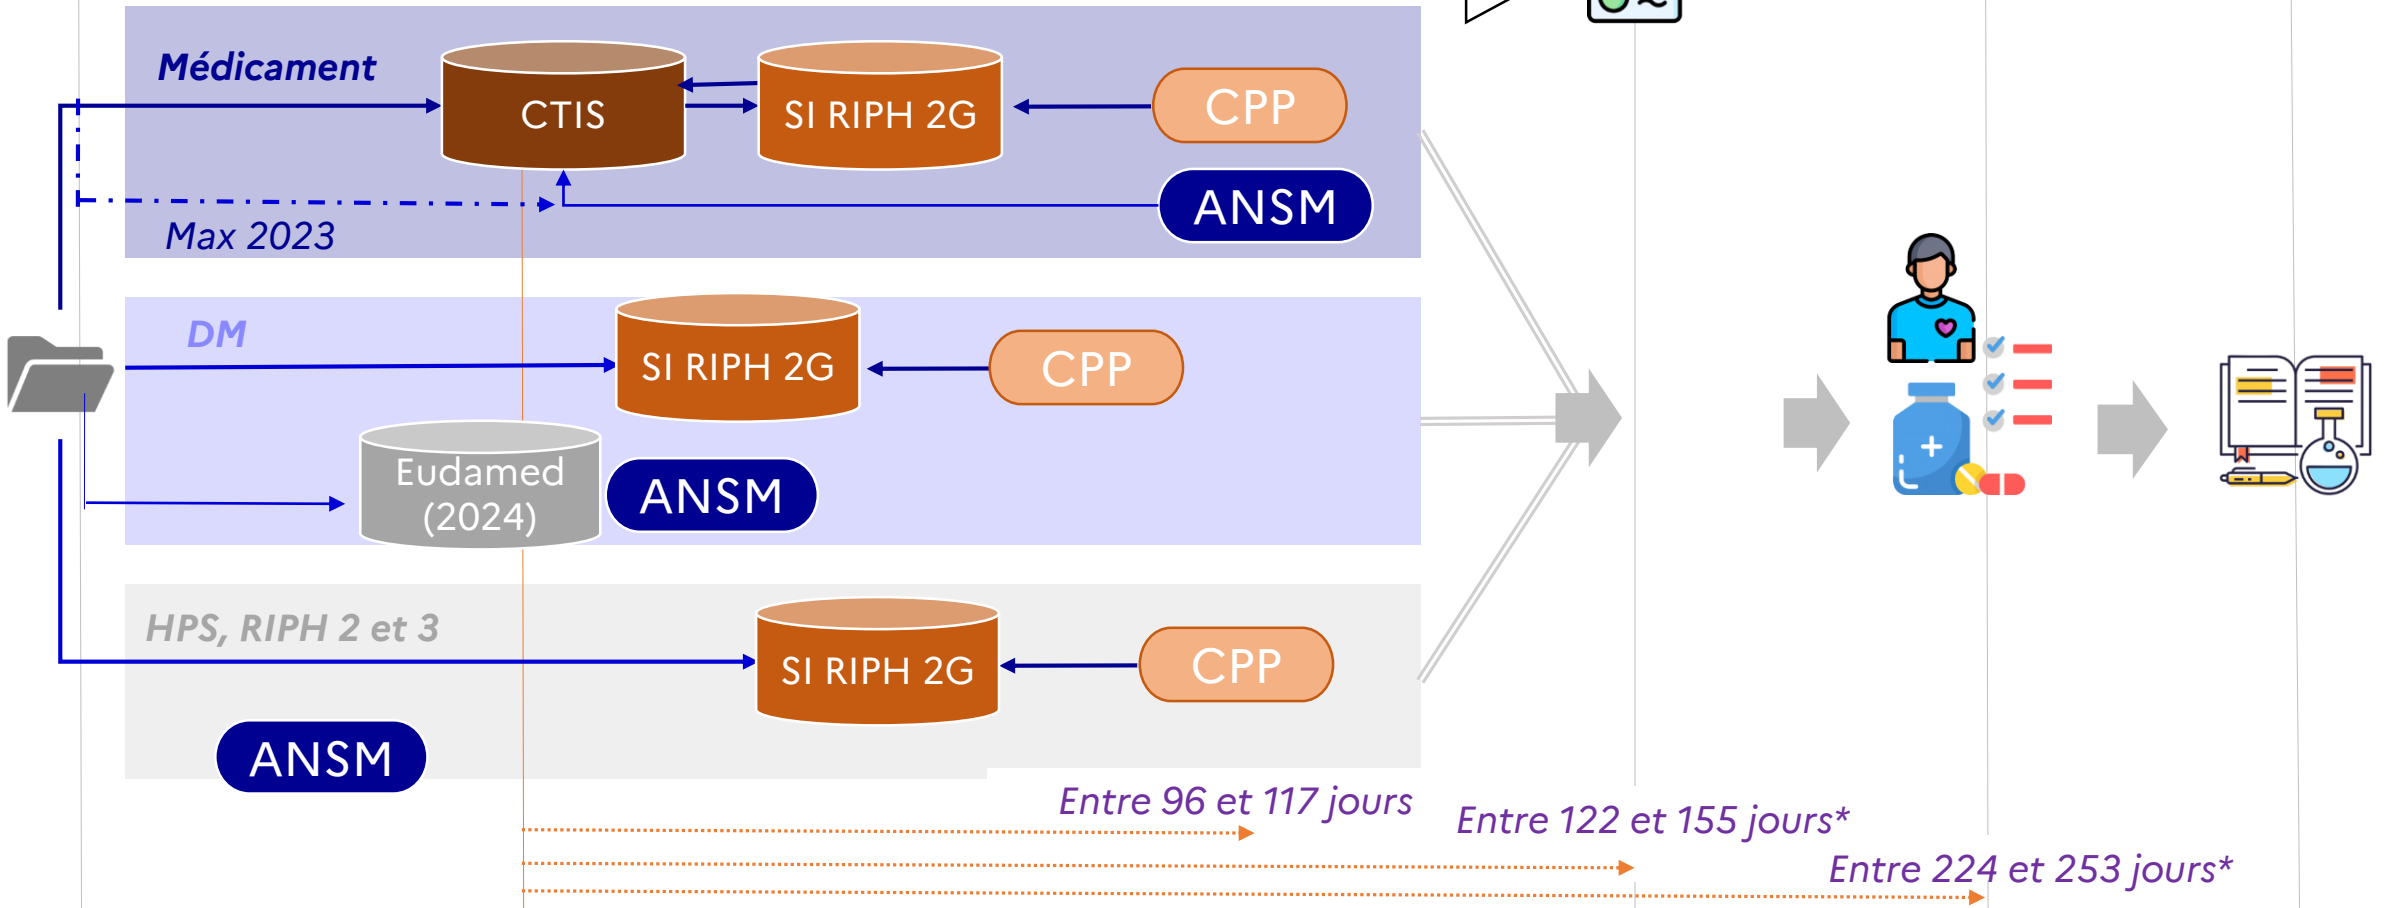 Médicament
CTIS
SI RIPH 2G
CPP
ANSM
Max 2023
DM
SI RIPH 2G
CPP
Eudamed
(2024)
ANSM
HPS, RIPH 2 et 3
SI RIPH 2G
CPP
ANSM
Entre 96 et 117 jours
Entre 122 et 155 jours*
Entre 224 et 253 jours*